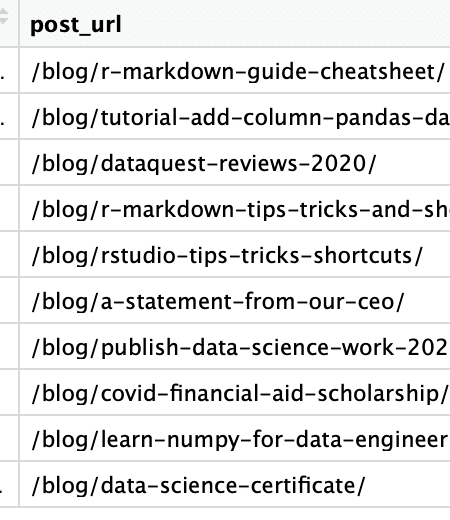 post_url
/blog/r-markdown-guide-cheatsheet/
/blog/tutorial-add-column-pandas-da
/blog/dataquest-reviews-2020/
/blog/r-markdown-tips-tricks-and-sh
/blog/rstudio-tips-tricks-shortcuts/
/blog/a-statement-from-our-ceo/
/blog/publish-data-science-work-202
/blog/covid-financial-aid-scholarship/
/blog/learn-numpy-for-data-engineer
/blog/data-science-certificate/